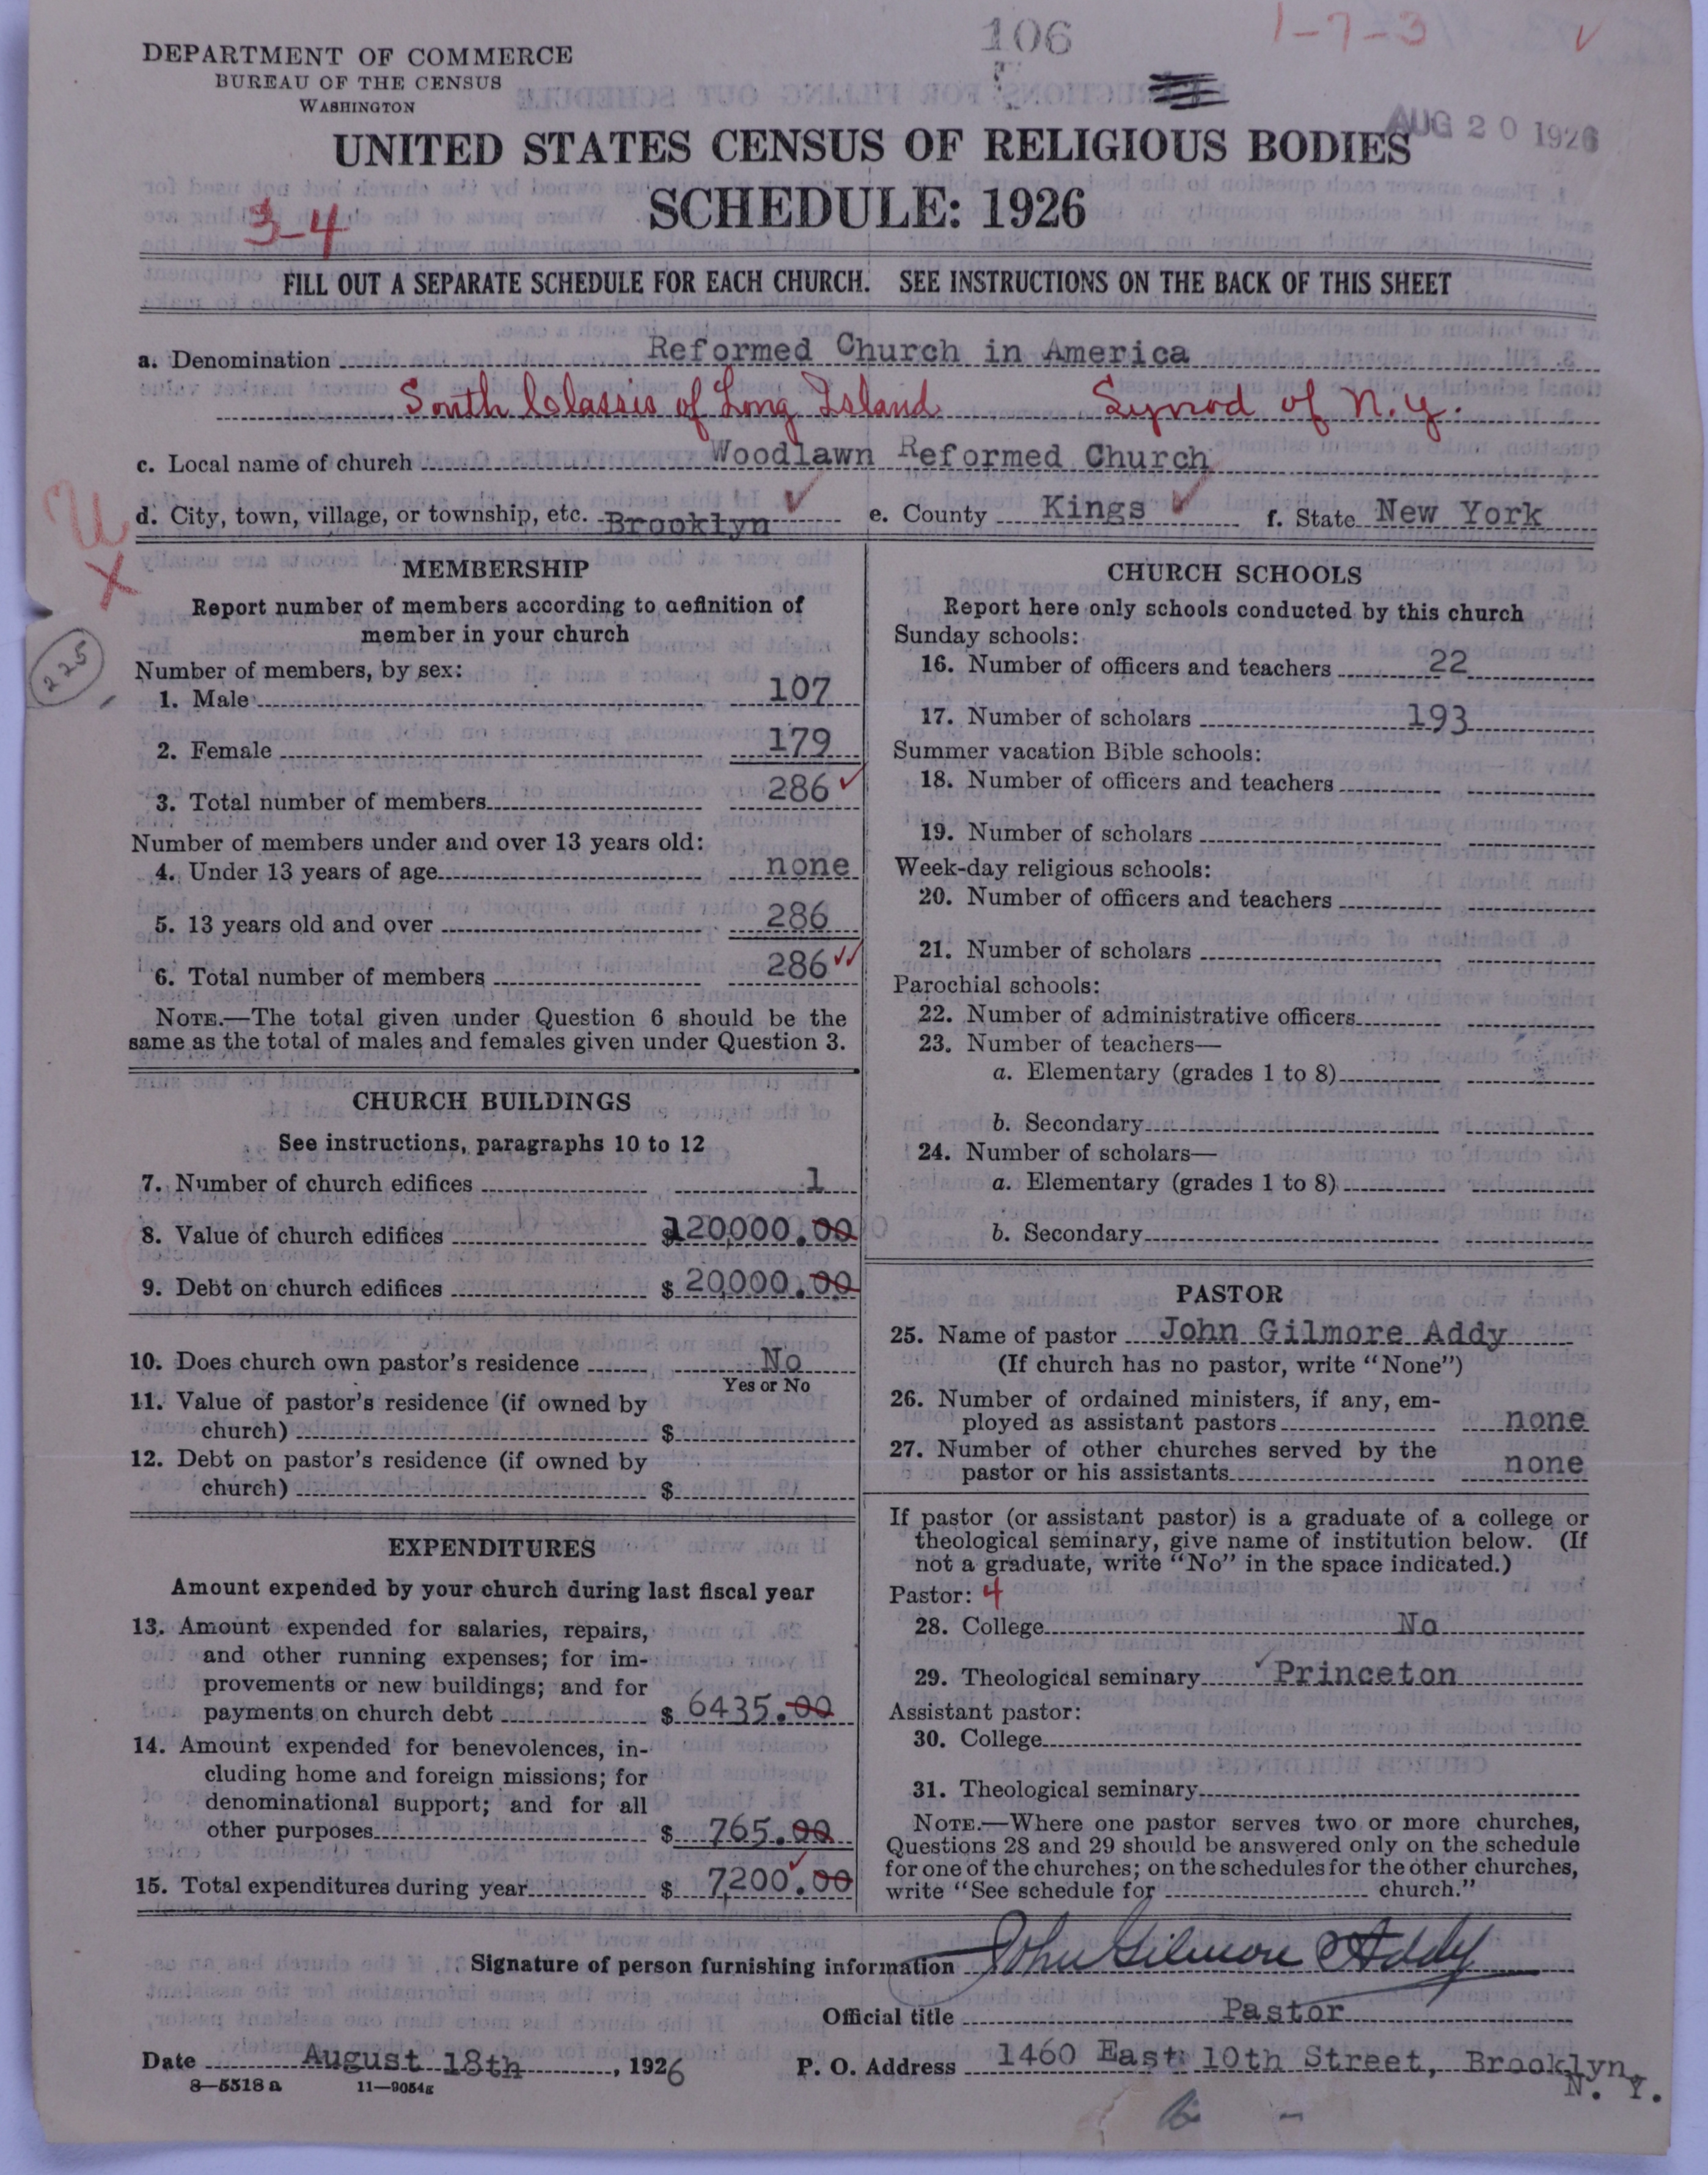 106
1-7-3
DEPARTMENT OF COMMERCE
BUREAU OF THE CENSUS
WASHINGTON
AUG 20 1926
UNITED STATES CENSUS OF RELIGIOUS BODIES
SCHEDULE: 1926
3-4
FILL OUT A SEPARATE SCHEDULE FOR EACH CHURCH. SEE INSTRUCTIONS ON THE BACK OF THIS SHEET
a. Denomination Reformed Church in America
South Classis of Long Island Synod of N.Y.
c. Local name of church Woodlawn Reformed Church
d. City, town, village, or township, etc. Brooklyn e. County Kings f. State New York
225
MEMBERSHIP
Report number of members according to definition of
member in your church
Number of members, by sex:
1. Male 107
2. Female 179
3. Total number of members 286
Number of members under and over 13 years old:
4. Under 13 years of age none
5. 13 years old and over 286
6. Total number of members 286
NOTE.—The total given under Question 6 should be the
same as the total of males and females given under Question 3.
CHURCH BUILDINGS
See instructions, paragraphs 10 to 12
7. Number of church edifices 1
8. Value of church edifices $120,000.00
9. Debt on church edifices $ 20,000.00
10. Does church own pastor's residence No
Yes or No
11. Value of pastor's residence (if owned by
church) $
12. Debt on pastor's residence (if owned by
church) $
EXPENDITURES
Amount expended by your church during last fiscal year
13. Amount expended for salaries, repairs,
and other running expenses; for im-
provements or new buildings; and for
payments on church debt $ 6435.00
14. Amount expended for benevolences, in-
cluding home and foreign missions; for
denominational support; and for all
other purposes $ 765.00
15. Total expenditures during year $ 7,200.00
CHURCH SCHOOLS
Report here only schools conducted by this church
Sunday schools:
16. Number of officers and teachers 22
17. Number of scholars 193
Summer vacation Bible schools:
18. Number of officers and teachers
19. Number of scholars
Week-day religious schools:
20. Number of officers and teachers
21. Number of scholars
Parochial schools:
22. Number of administrative officers
23. Number of teachers—
a. Elementary (grades 1 to 8)
b. Secondary
24. Number of scholars—
a. Elementary (grades 1 to 8)
b. Secondary
PASTOR
25. Name of pastor John Gilmore Addy
(If church has no pastor, write "None")
26. Number of ordained ministers, if any, em-
ployed as assistant pastors none
27. Number of other churches served by the
pastor or his assistants none
If pastor (or assistant pastor) is a graduate of a college or
theological seminary, give name of institution below. (If
not a graduate, write "No" in the space indicated.)
Pastor: 4
28. College No
29. Theological seminary Princeton
Assistant pastor:
30. College
31. Theological seminary
NOTE.—Where one pastor serves two or more churches,
Questions 28 and 29 should be answered only on the schedule
for one of the churches; on the schedules for the other churches,
write "See schedule for church."
Signature of person furnishing information John Gilmore Addy
Official title Pastor
Date August 18th, 1926 P. O. Address 1460 East 10th Street, Brooklyn,
N. Y.
8—5518a 11—9054g